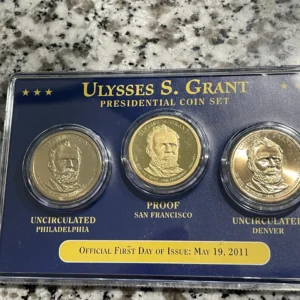 ULYSSES S. GRANT
PRESIDENTIAL COIN SET
UNCIRCULATED
PHILADELPHIA
PROOF
SAN FRANCISCO
UNCIRCULATED
DENVER
OFFICIAL FIRST DAY OF ISSUE: MAY 19, 2011